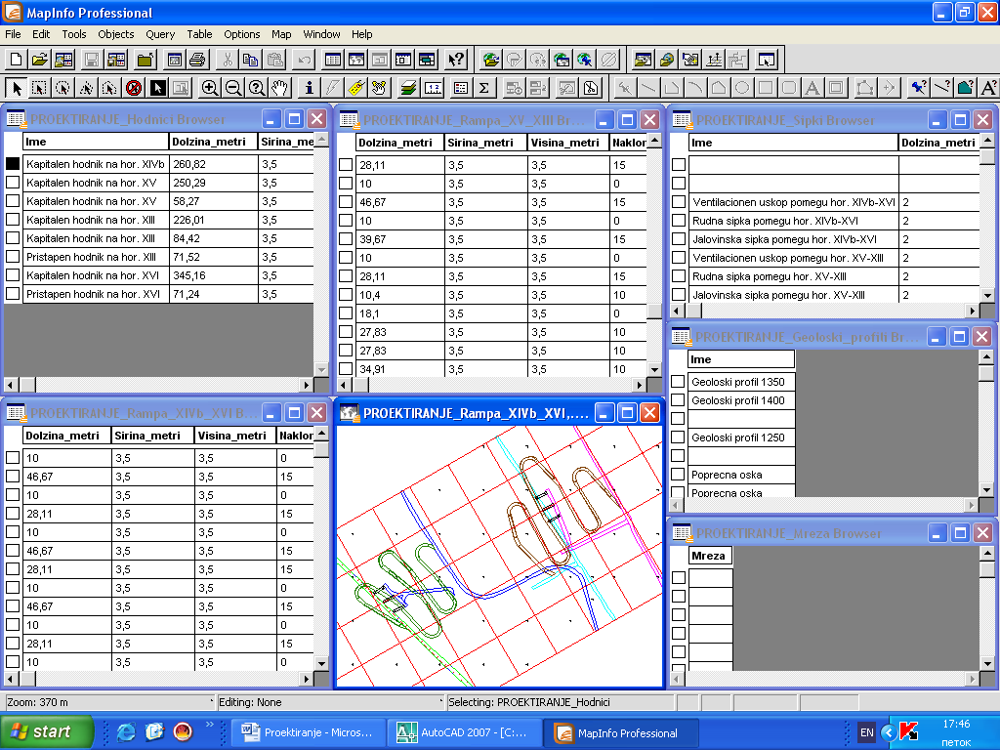 MapInfo Professional
File Edit Tools Objects Query Table Options Map Window Help
PROEKTIRANJE_Hodnici Browser
Ime Dolzina_metri Sirina_me
Kapitalen hodnik na hor. XIVb 260,82 3,5
Kapitalen hodnik na hor. XV 250,29 3,5
Kapitalen hodnik na hor. XV 58,27 3,5
Kapitalen hodnik na hor. XIII 226,01 3,5
Kapitalen hodnik na hor. XIII 84,42 3,5
Pristapen hodnik na hor. XIII 71,52 3,5
Kapitalen hodnik na hor. XVI 345,16 3,5
Pristapen hodnik na hor. XVI 71,24 3,5
PROEKTIRANJE_Rampa_XV_XIII Br...
Dolzina_metri Sirina_metri Visina_metri Naklon
28,11 3,5 3,5 15
10 3,5 3,5 0
46,67 3,5 3,5 15
10 3,5 3,5 0
39,67 3,5 3,5 15
10 3,5 3,5 0
28,11 3,5 3,5 15
10,4 3,5 3,5 10
18,1 3,5 3,5 0
27,83 3,5 3,5 10
27,83 3,5 3,5 10
34,91 3,5 3,5 10
PROEKTIRANJE_Sipki Browser
Ime Dolzina_metri
Ventilacionen uskop pomegu hor. XIVb-XVI 2
Rudna sipka pomegu hor. XIVb-XVI 2
Jalovinska sipka pomegu hor. XIVb-XVI 2
Ventilacionen uskop pomegu hor. XV-XIII 2
Rudna sipka pomegu hor. XV-XIII 2
Jalovinska sipka pomegu hor. XV-XIII 2
PROEKTIRANJE_Geoloski_profili Br...
Ime
Geoloski profil 1350
Geoloski profil 1400
Geoloski profil 1250
Poprecna oska
Poprecna oska
PROEKTIRANJE_Rampa_XIVb_XVI B...
Dolzina_metri Sirina_metri Visina_metri Naklon
10 3,5 3,5 0
46,67 3,5 3,5 15
10 3,5 3,5 0
28,11 3,5 3,5 15
10 3,5 3,5 0
46,67 3,5 3,5 15
28,11 3,5 3,5 15
10 3,5 3,5 0
46,67 3,5 3,5 15
10 3,5 3,5 0
28,11 3,5 3,5 15
10 3,5 3,5 0
PROEKTIRANJE_Rampa_XIVb_XVI,....
PROEKTIRANJE_Mreza Browser
Mreza
Zoom: 370 m Editing: None Selecting: PROEKTIRANJE_Hodnici
start Proektiranje - Micros... AutoCAD 2007 - [C:... MapInfo Professional EN 17:46
петок